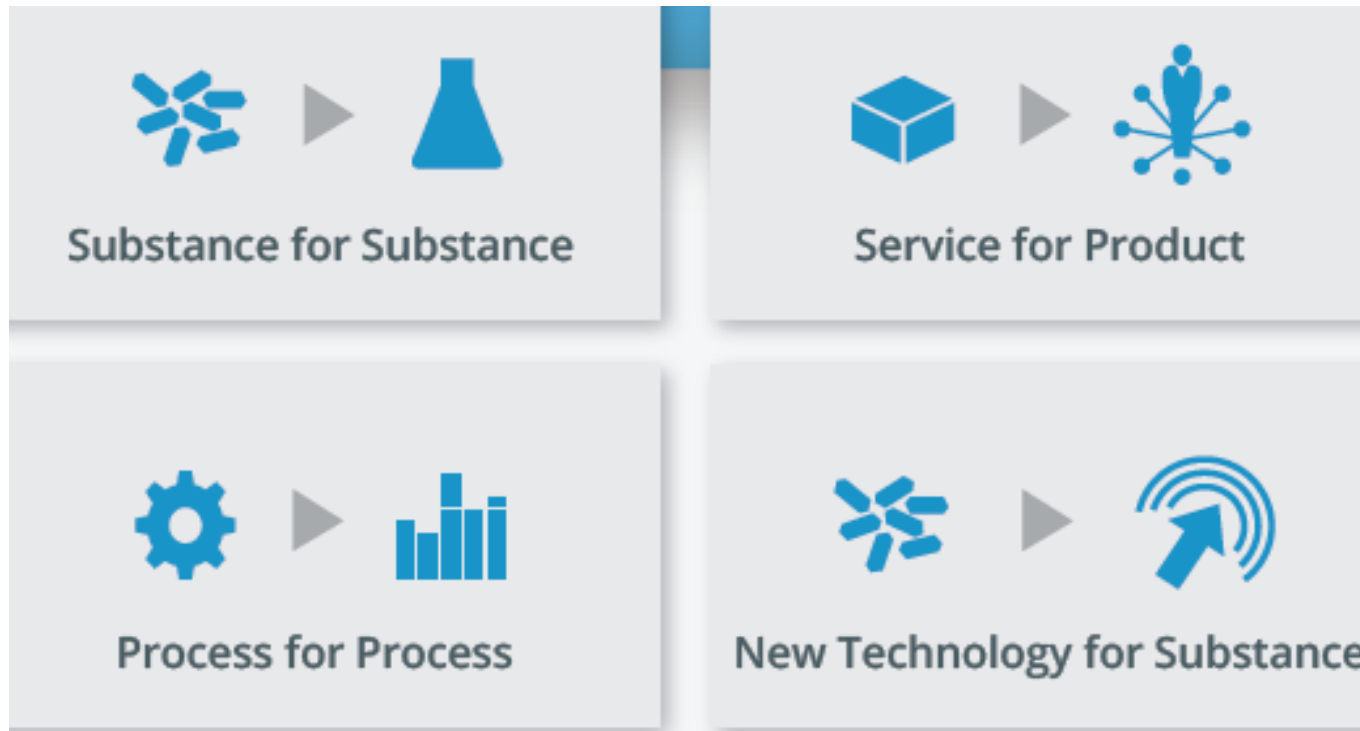 Substance for Substance
Service for Product
Process for Process
New Technology for Substance